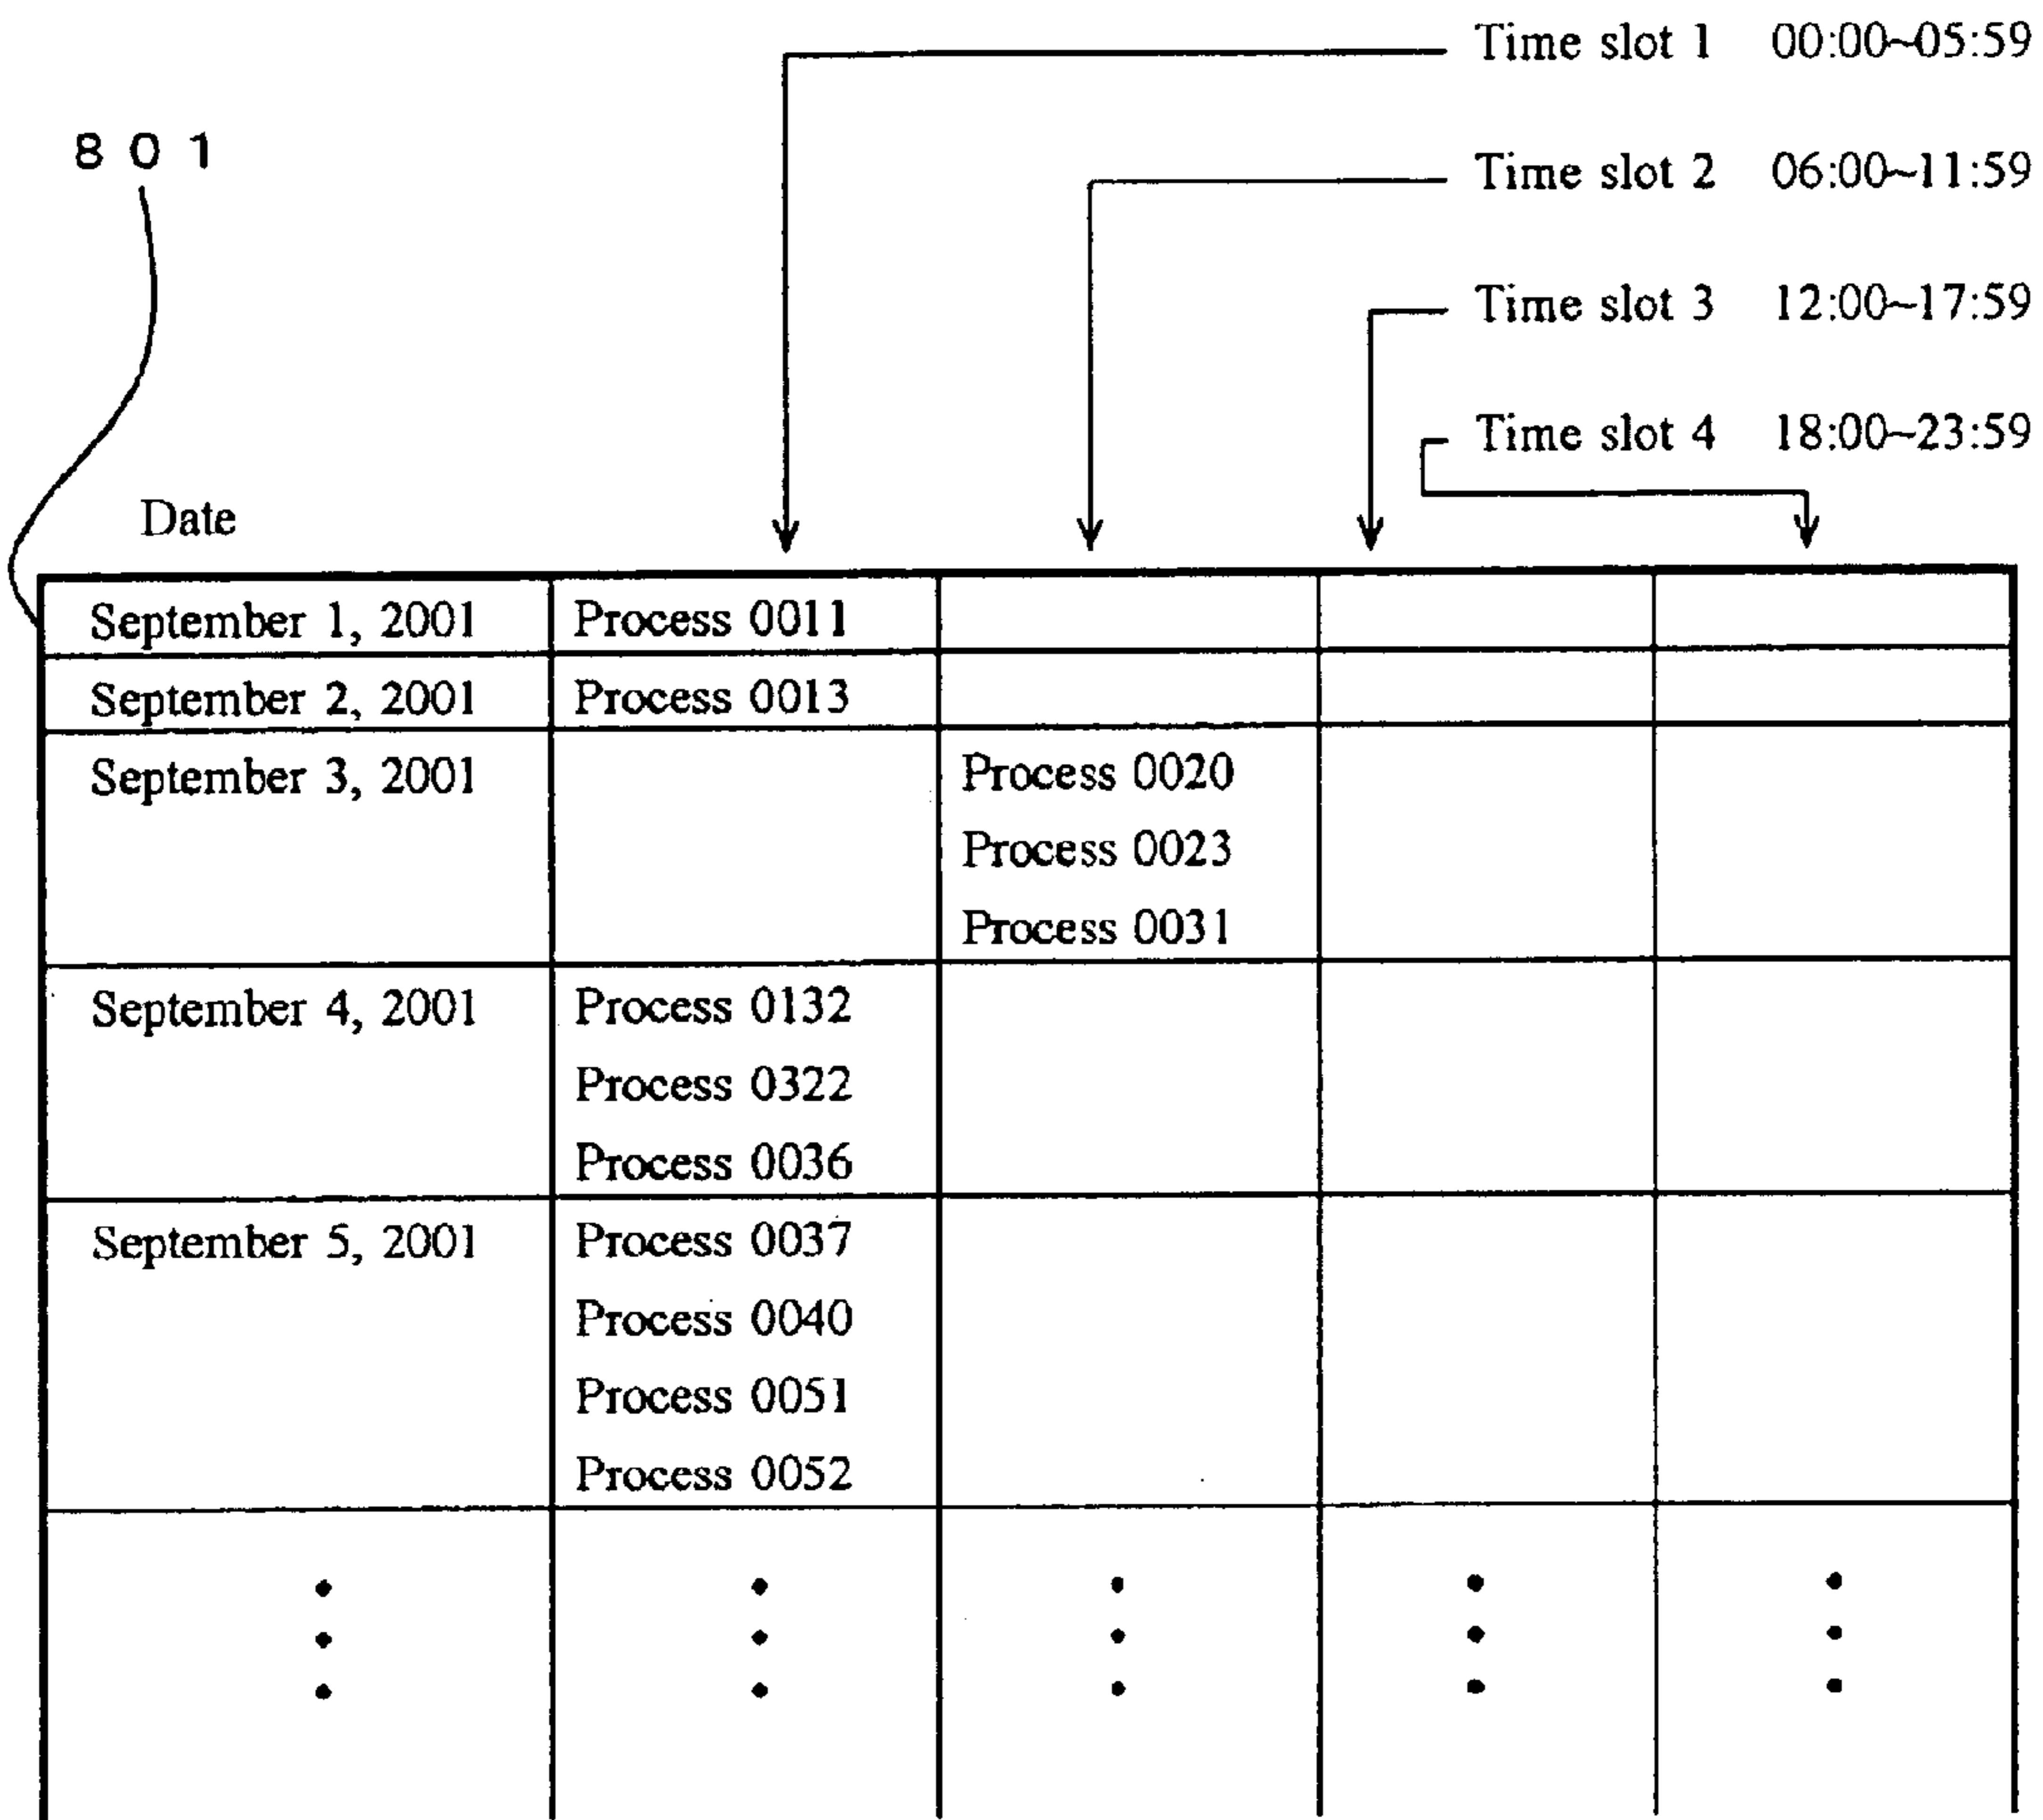 Time slot 1 00:00~05:59
8 0 1
Time slot 2 06:00~11:59
Time slot 3 12:00~17:59
Time slot 4 18:00~23:59
Date
September 1, 2001 Process 0011
September 2, 2001 Process 0013
September 3, 2001 Process 0020
Process 0023
Process 0031
September 4, 2001 Process 0132
Process 0322
Process 0036
September 5, 2001 Process 0037
Process 0040
Process 0051
Process 0052